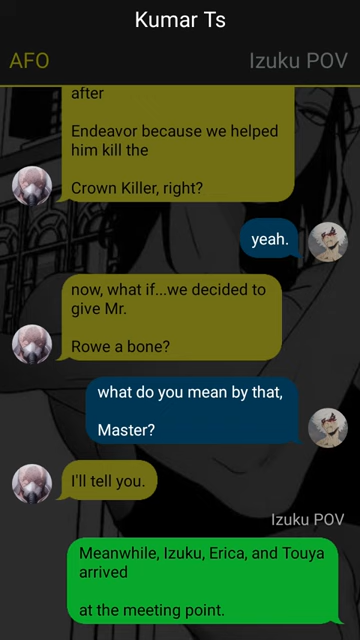 Kumar Ts
AFO
Izuku POV
after
Endeavor because we helped
him kill the
Crown Killer, right?
yeah.
now, what if...we decided to
give Mr.
Rowe a bone?
what do you mean by that,
Master?
I'll tell you.
Izuku POV
Meanwhile, Izuku, Erica, and Touya
arrived
at the meeting point.